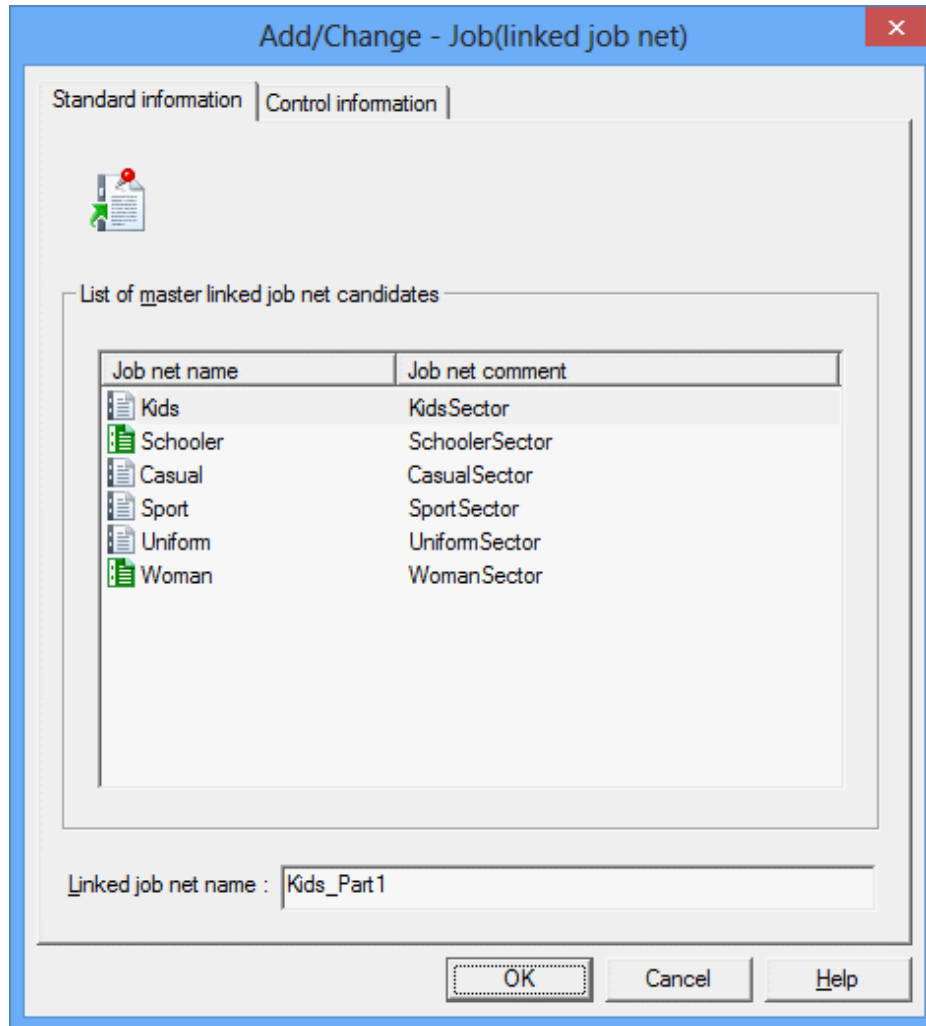 Add/Change - Job(linked job net)
Standard information Control information
List of master linked job net candidates
Job net name Job net comment
Kids KidsSector
Schooler SchoolerSector
Casual CasualSector
Sport SportSector
Uniform UniformSector
Woman WomanSector
Linked job net name : Kids_Part1
OK Cancel Help